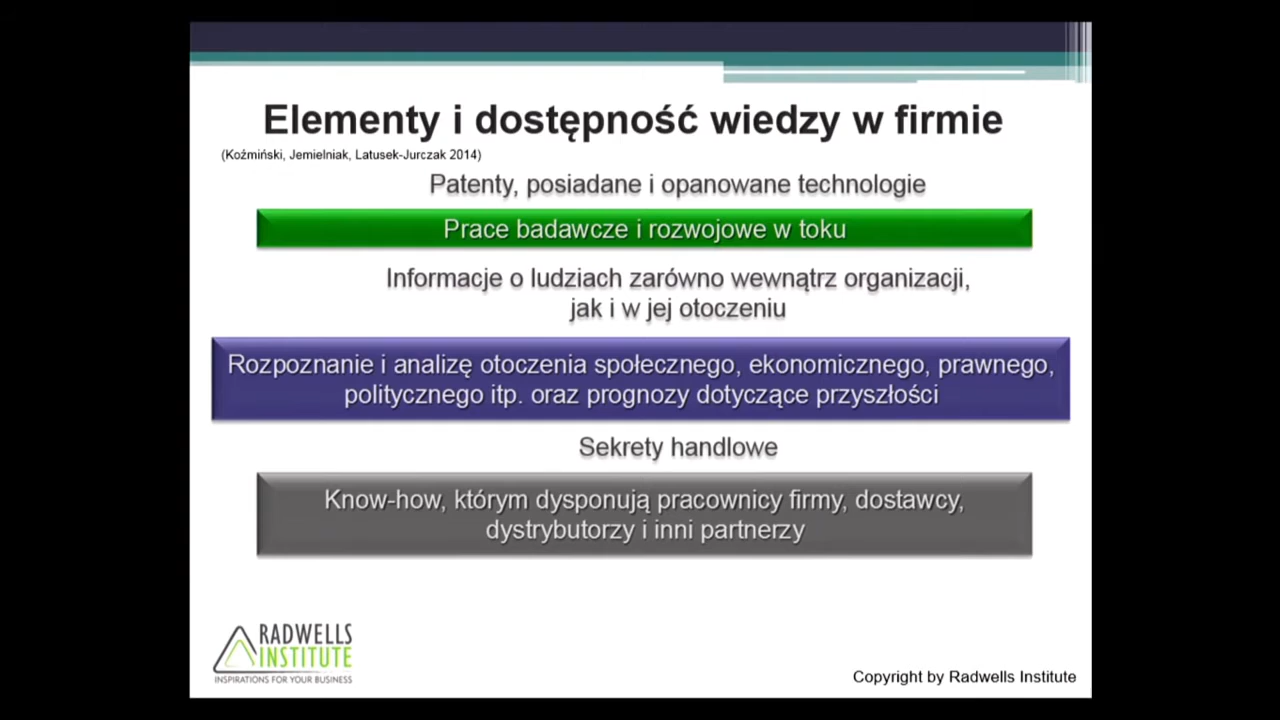 Elementy i dostępność wiedzy w firmie
(Koźmiński, Jemielniak, Latusek-Jurczak 2014)
Patenty, posiadane i opanowane technologie
Prace badawcze i rozwojowe w toku
Informacje o ludziach zarówno wewnątrz organizacji,
jak i w jej otoczeniu
Rozpoznanie i analizę otoczenia społecznego, ekonomicznego, prawnego,
politycznego itp. oraz prognozy dotyczące przyszłości
Sekrety handlowe
Know-how, którym dysponują pracownicy firmy, dostawcy,
dystrybutorzy i inni partnerzy
RADWELLS
INSTITUTE
INSPIRATIONS FOR YOUR BUSINESS
Copyright by Radwells Institute